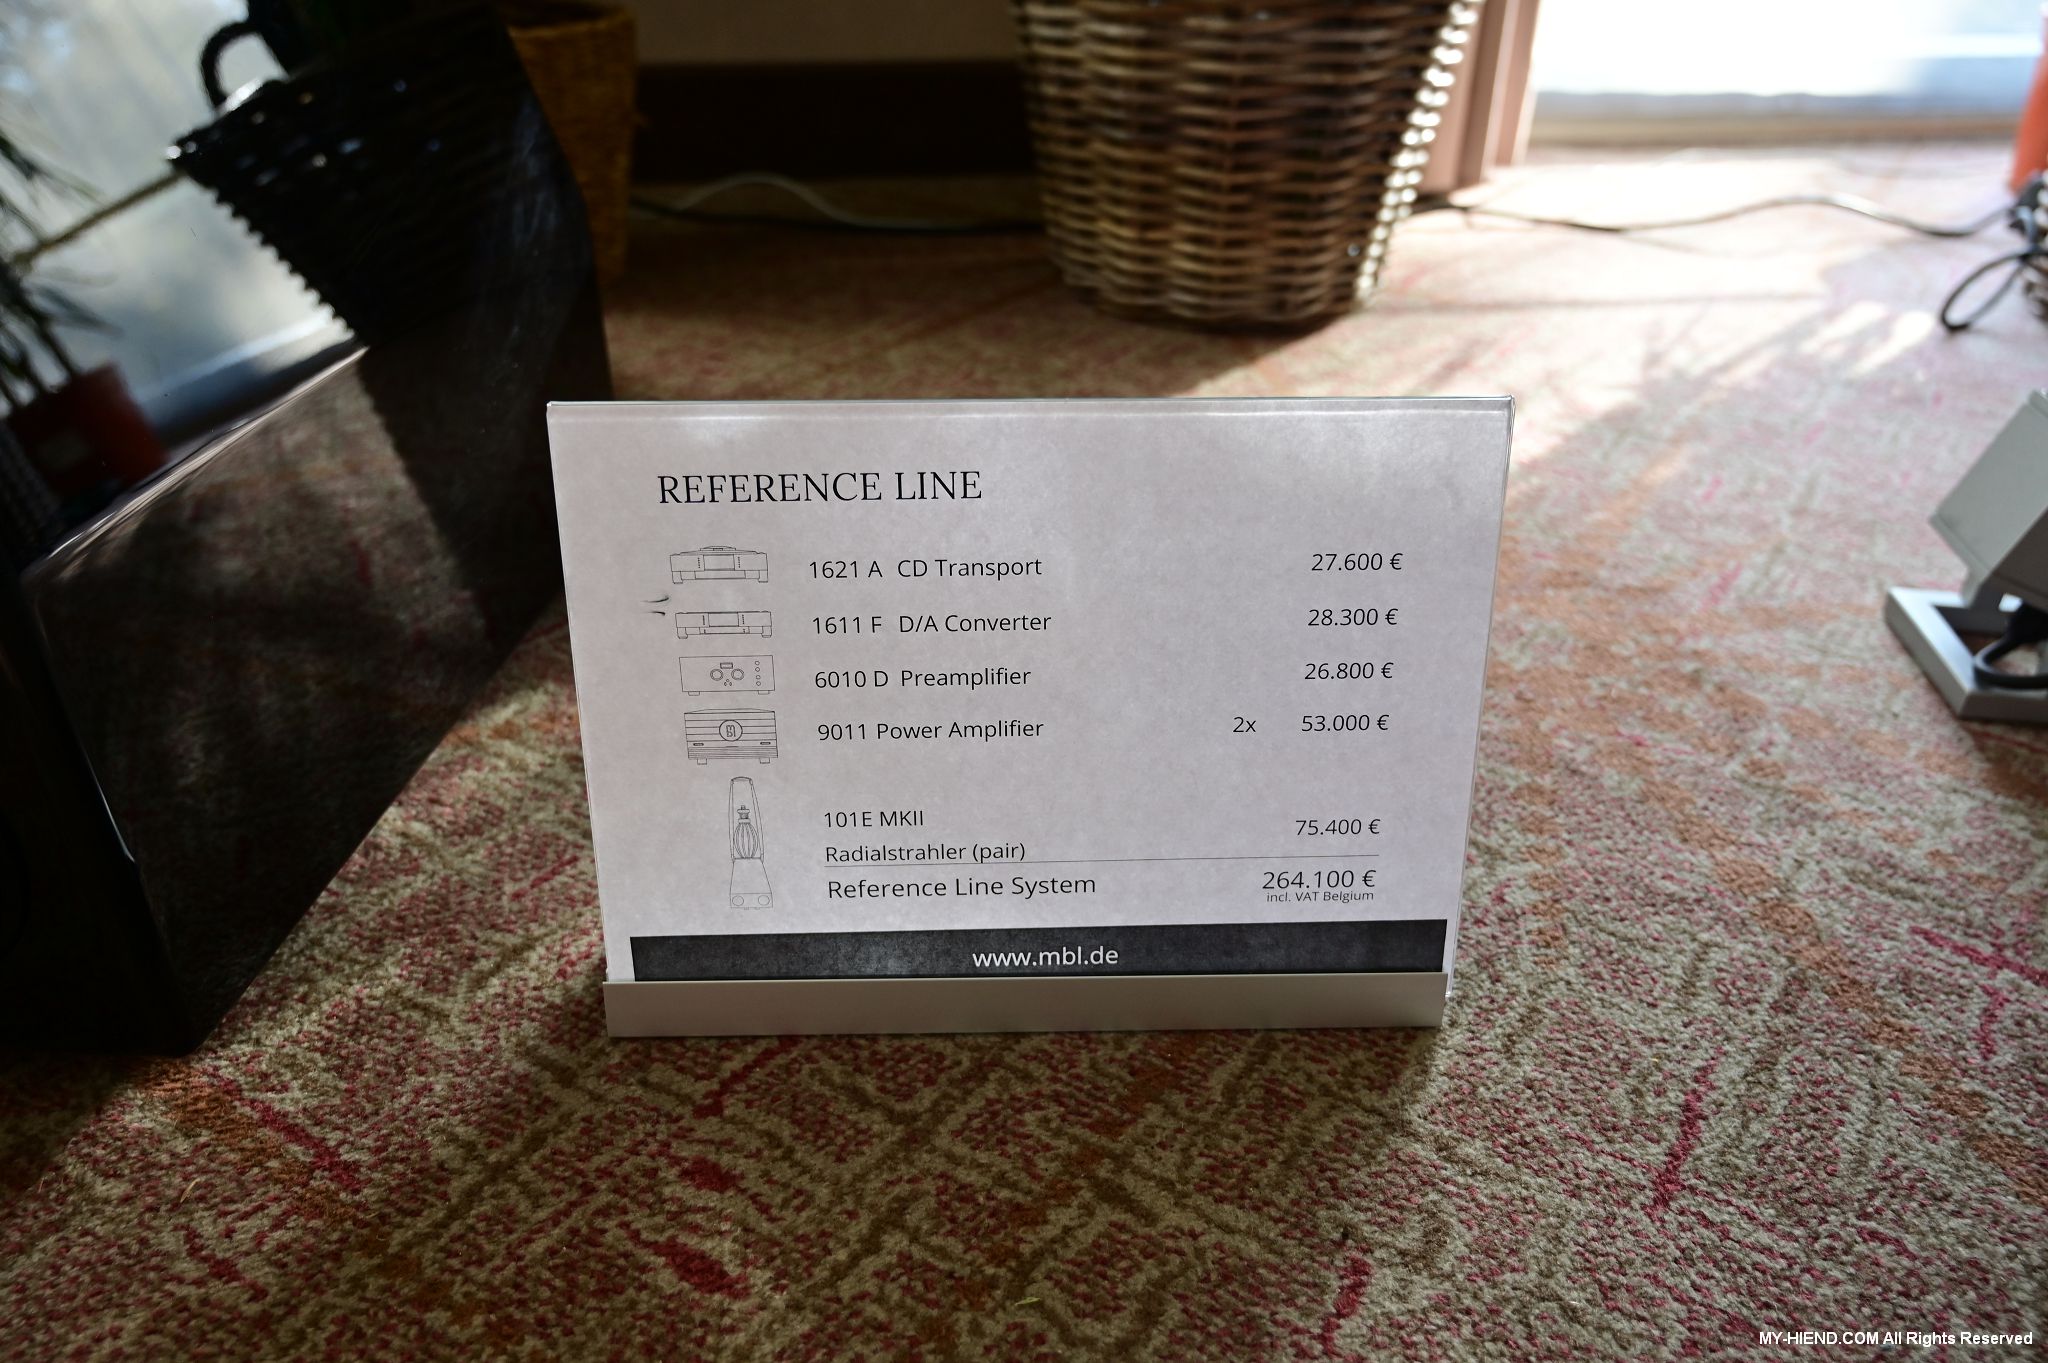 REFERENCE LINE
1621 A CD Transport 27.600 €
1611 F D/A Converter 28.300 €
6010 D Preamplifier 26.800 €
9011 Power Amplifier 2x 53.000 €
101E MKII
Radialstrahler (pair) 75.400 €
Reference Line System 264.100 €
incl. VAT Belgium
www.mbl.de
MY-HIEND.COM All Rights Reserved